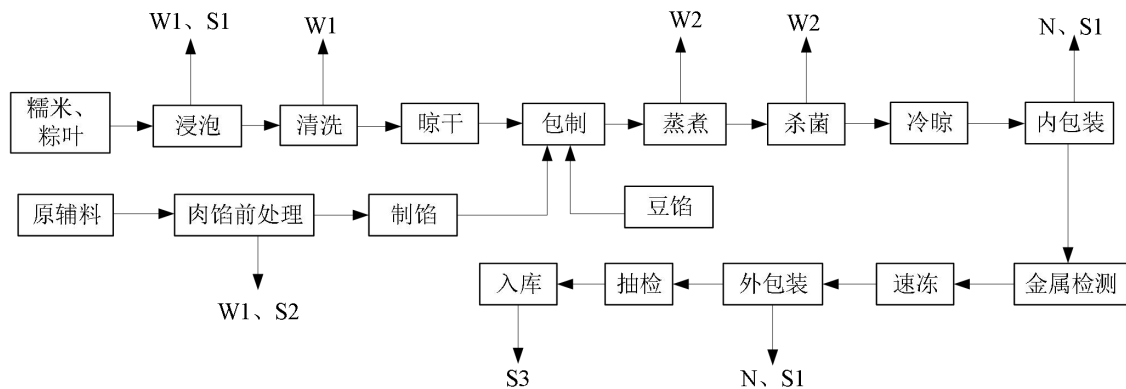 W1、S1
W1
W2
W2
N、S1
糯米、
粽叶
浸泡
清洗
晾干
包制
蒸煮
杀菌
冷晾
内包装
原辅料
肉馅前处理
制馅
豆馅
入库
抽检
外包装
速冻
金属检测
W1、S2
S3
N、S1